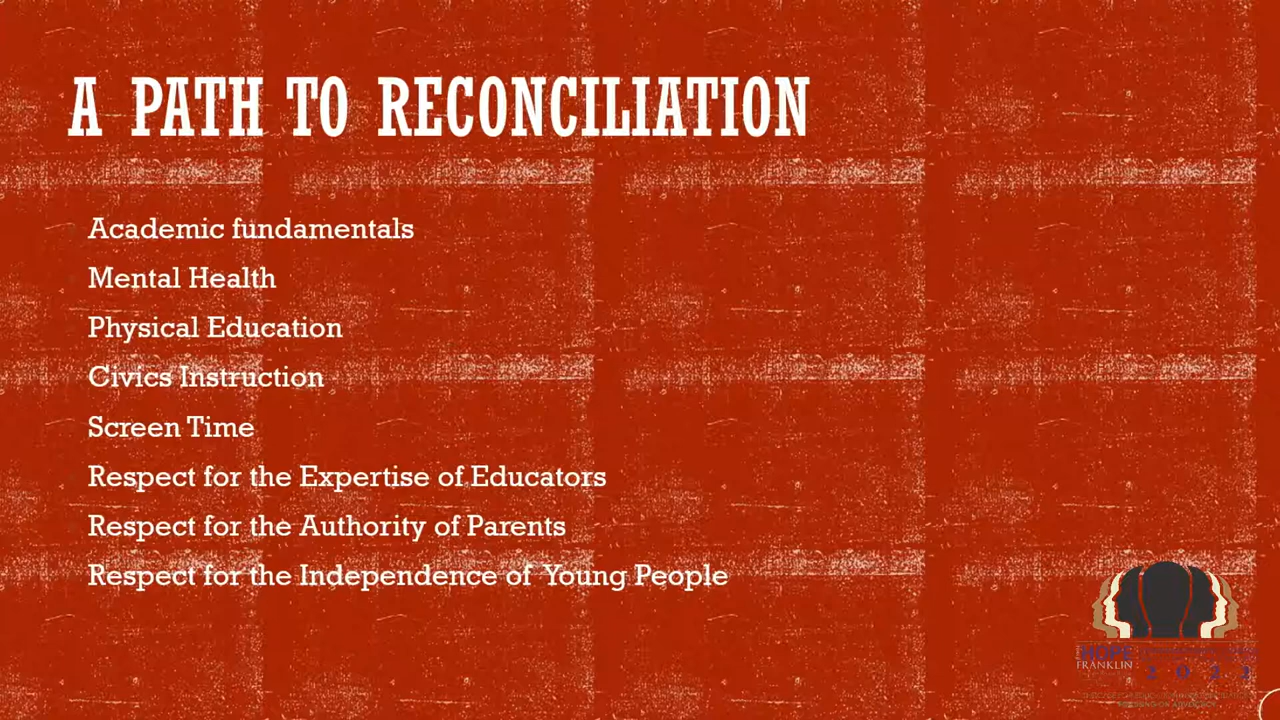 A PATH TO RECONCILIATION
Academic fundamentals
Mental Health
Physical Education
Civics Instruction
Screen Time
Respect for the Expertise of Educators
Respect for the Authority of Parents
Respect for the Independence of Young People
HOPE
FRANKLIN